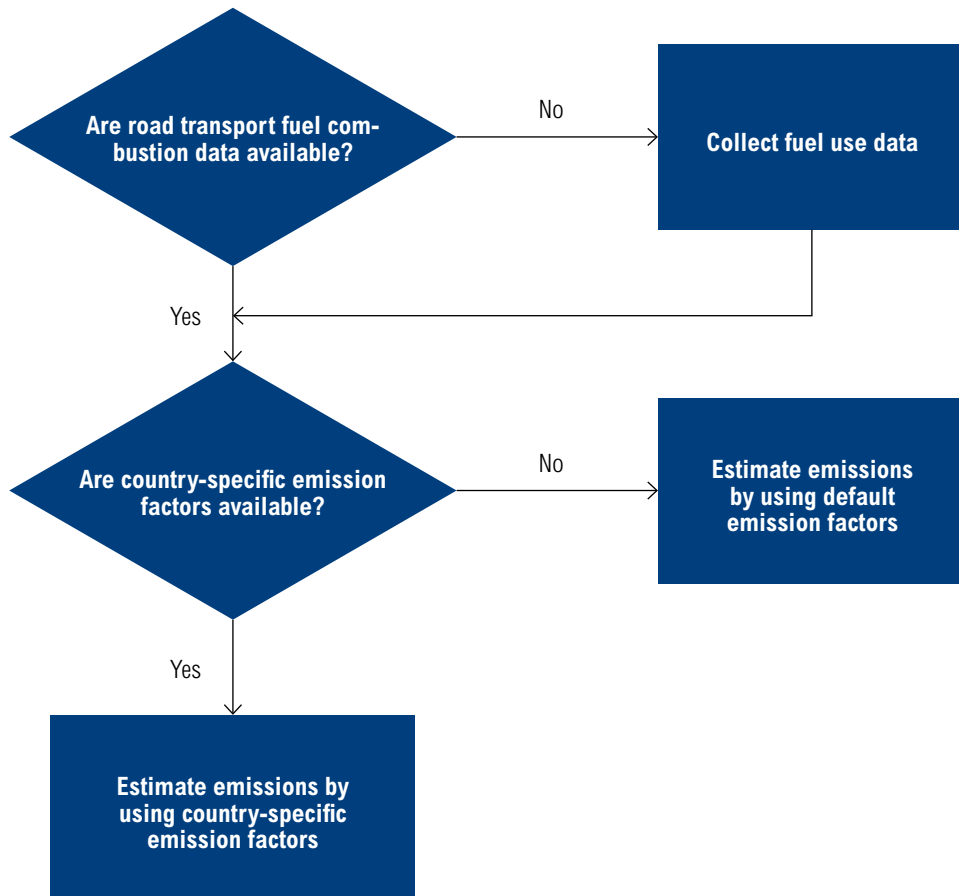 Are road transport fuel com-
bustion data available?
No
Collect fuel use data
Yes
Are country-specific emission
factors available?
No
Estimate emissions
by using default
emission factors
Yes
Estimate emissions by
using country-specific
emission factors